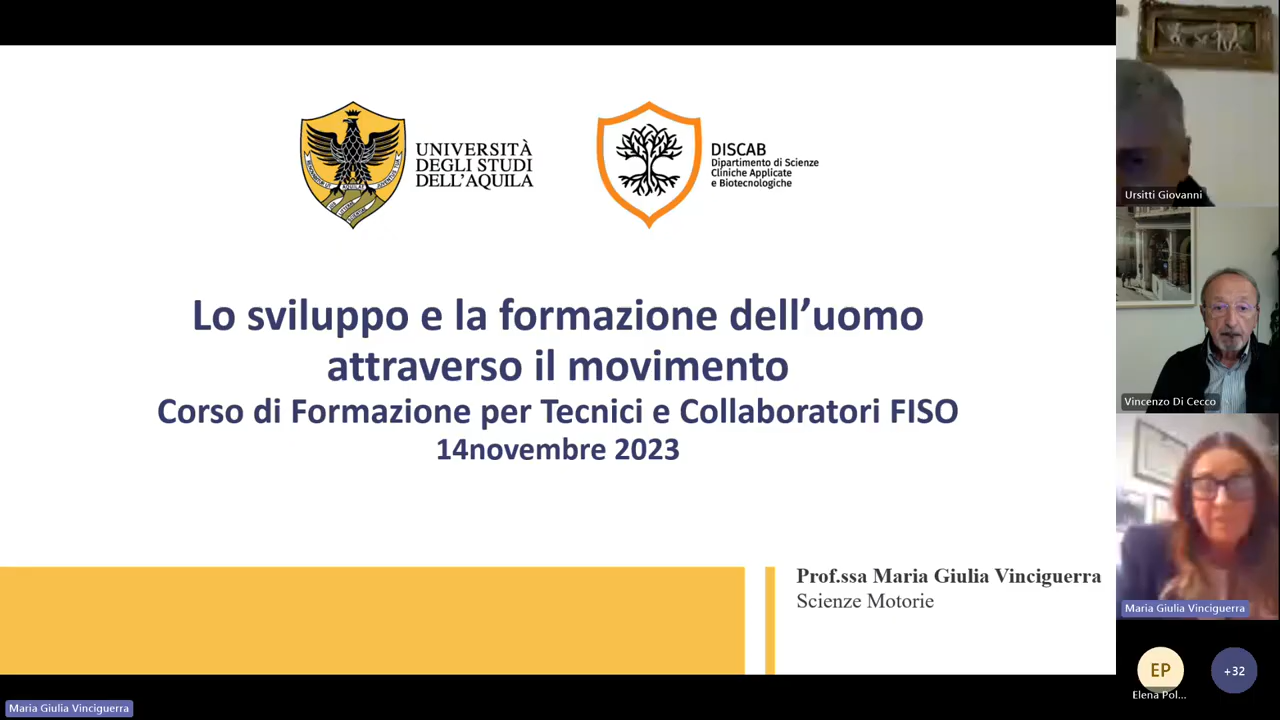 UNIVERSITÀ
DEGLI STUDI
DELL'AQUILA
DISCAB
Dipartimento di Scienze
Cliniche Applicate
e Biotecnologiche
Lo sviluppo e la formazione dell’uomo
attraverso il movimento
Corso di Formazione per Tecnici e Collaboratori FISO
14novembre 2023
Prof.ssa Maria Giulia Vinciguerra
Scienze Motorie
Maria Giulia Vinciguerra
Ursitti Giovanni
Vincenzo Di Cecco
Maria Giulia Vinciguerra
EP
Elena Pol...
+32